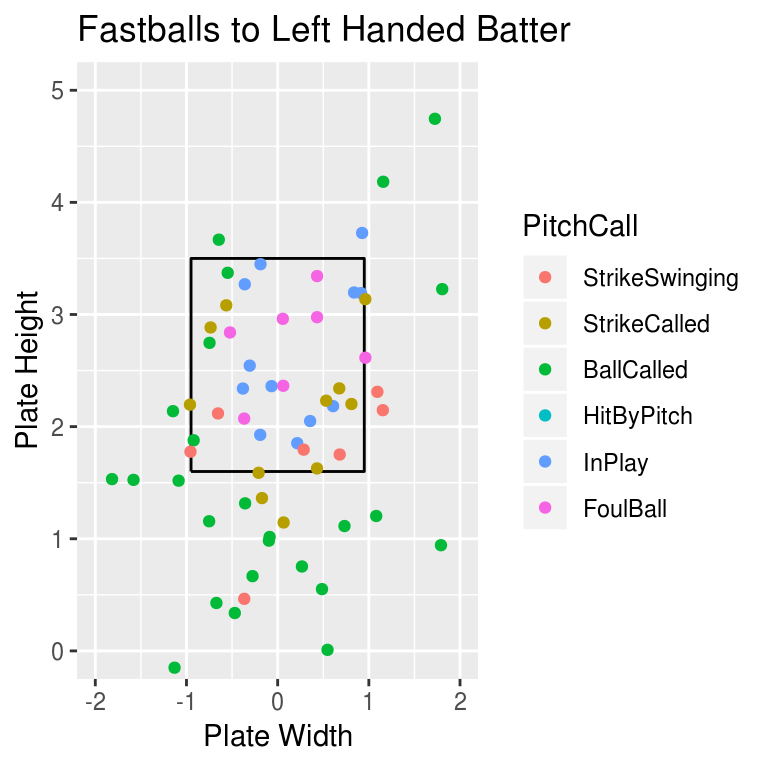 Fastballs to Left Handed Batter
5
4
3
2
1
0
-2 -1 0 1 2
Plate Width
Plate Height
PitchCall
StrikeSwinging
StrikeCalled
BallCalled
HitByPitch
InPlay
FoulBall